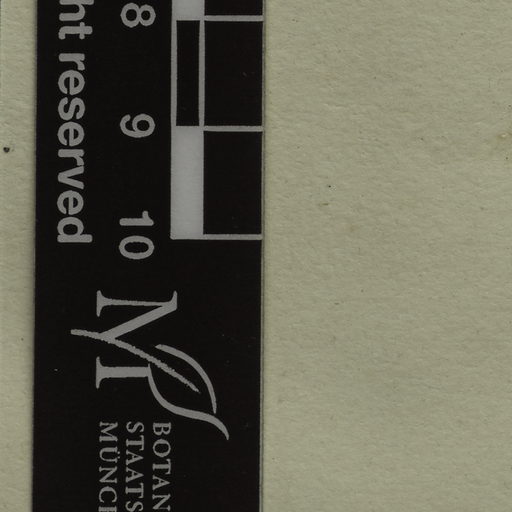 ht reserved
8 9 10
M
BOTAN
STAATS
MÜNCH